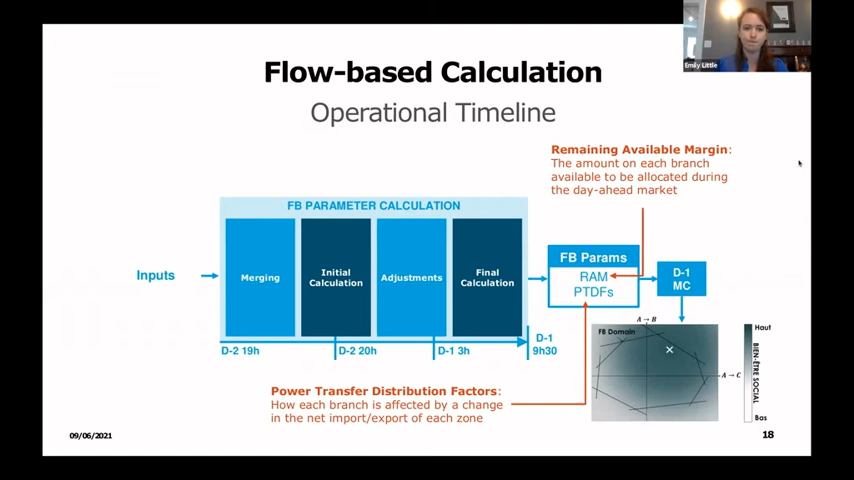 Emily Little
Flow-based Calculation
Operational Timeline
Remaining Available Margin:
The amount on each branch
available to be allocated during
the day-ahead market
FB PARAMETER CALCULATION
Inputs
Merging
Initial
Calculation
Adjustments
Final
Calculation
FB Params
RAM
PTDFs
D-1
MC
D-2 19h
D-2 20h
D-1 3h
D-1
9h30
A → B
FB Domain
A → C
Haut
BIEN-ÊTRE SOCIAL
Bas
Power Transfer Distribution Factors:
How each branch is affected by a change
in the net import/export of each zone
09/06/2021
18